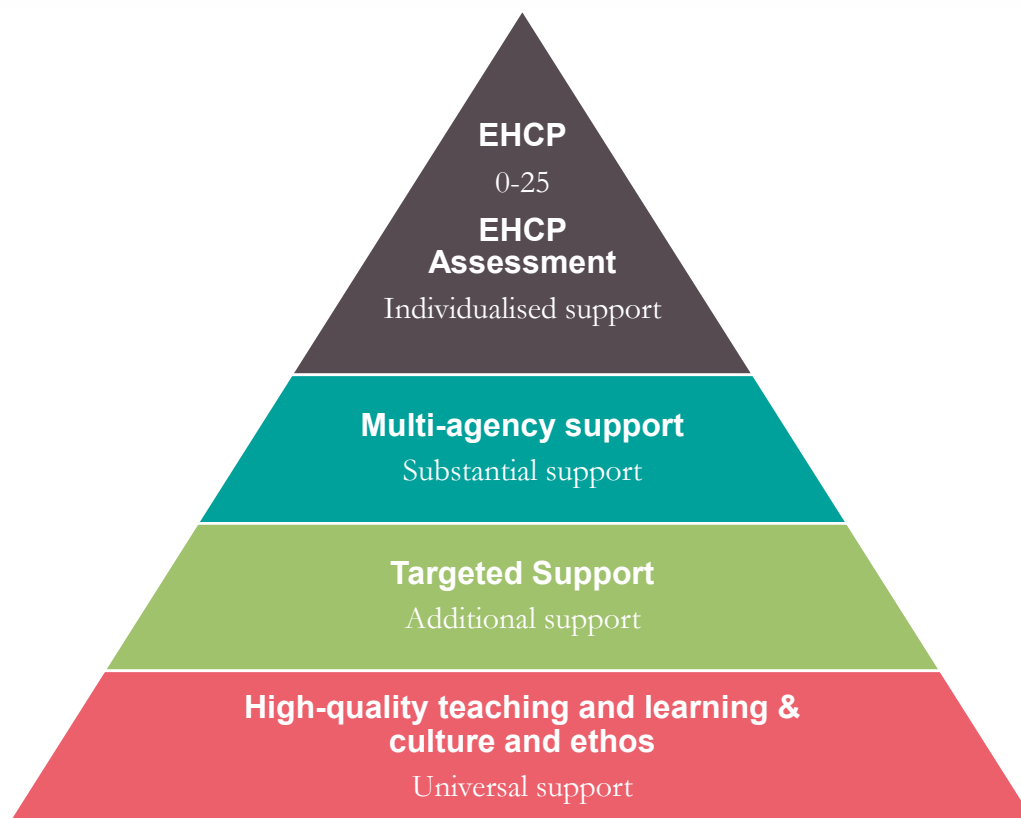 EHCP
0-25
EHCP
Assessment
Individualised support
Multi-agency support
Substantial support
Targeted Support
Additional support
High-quality teaching and learning &
culture and ethos
Universal support